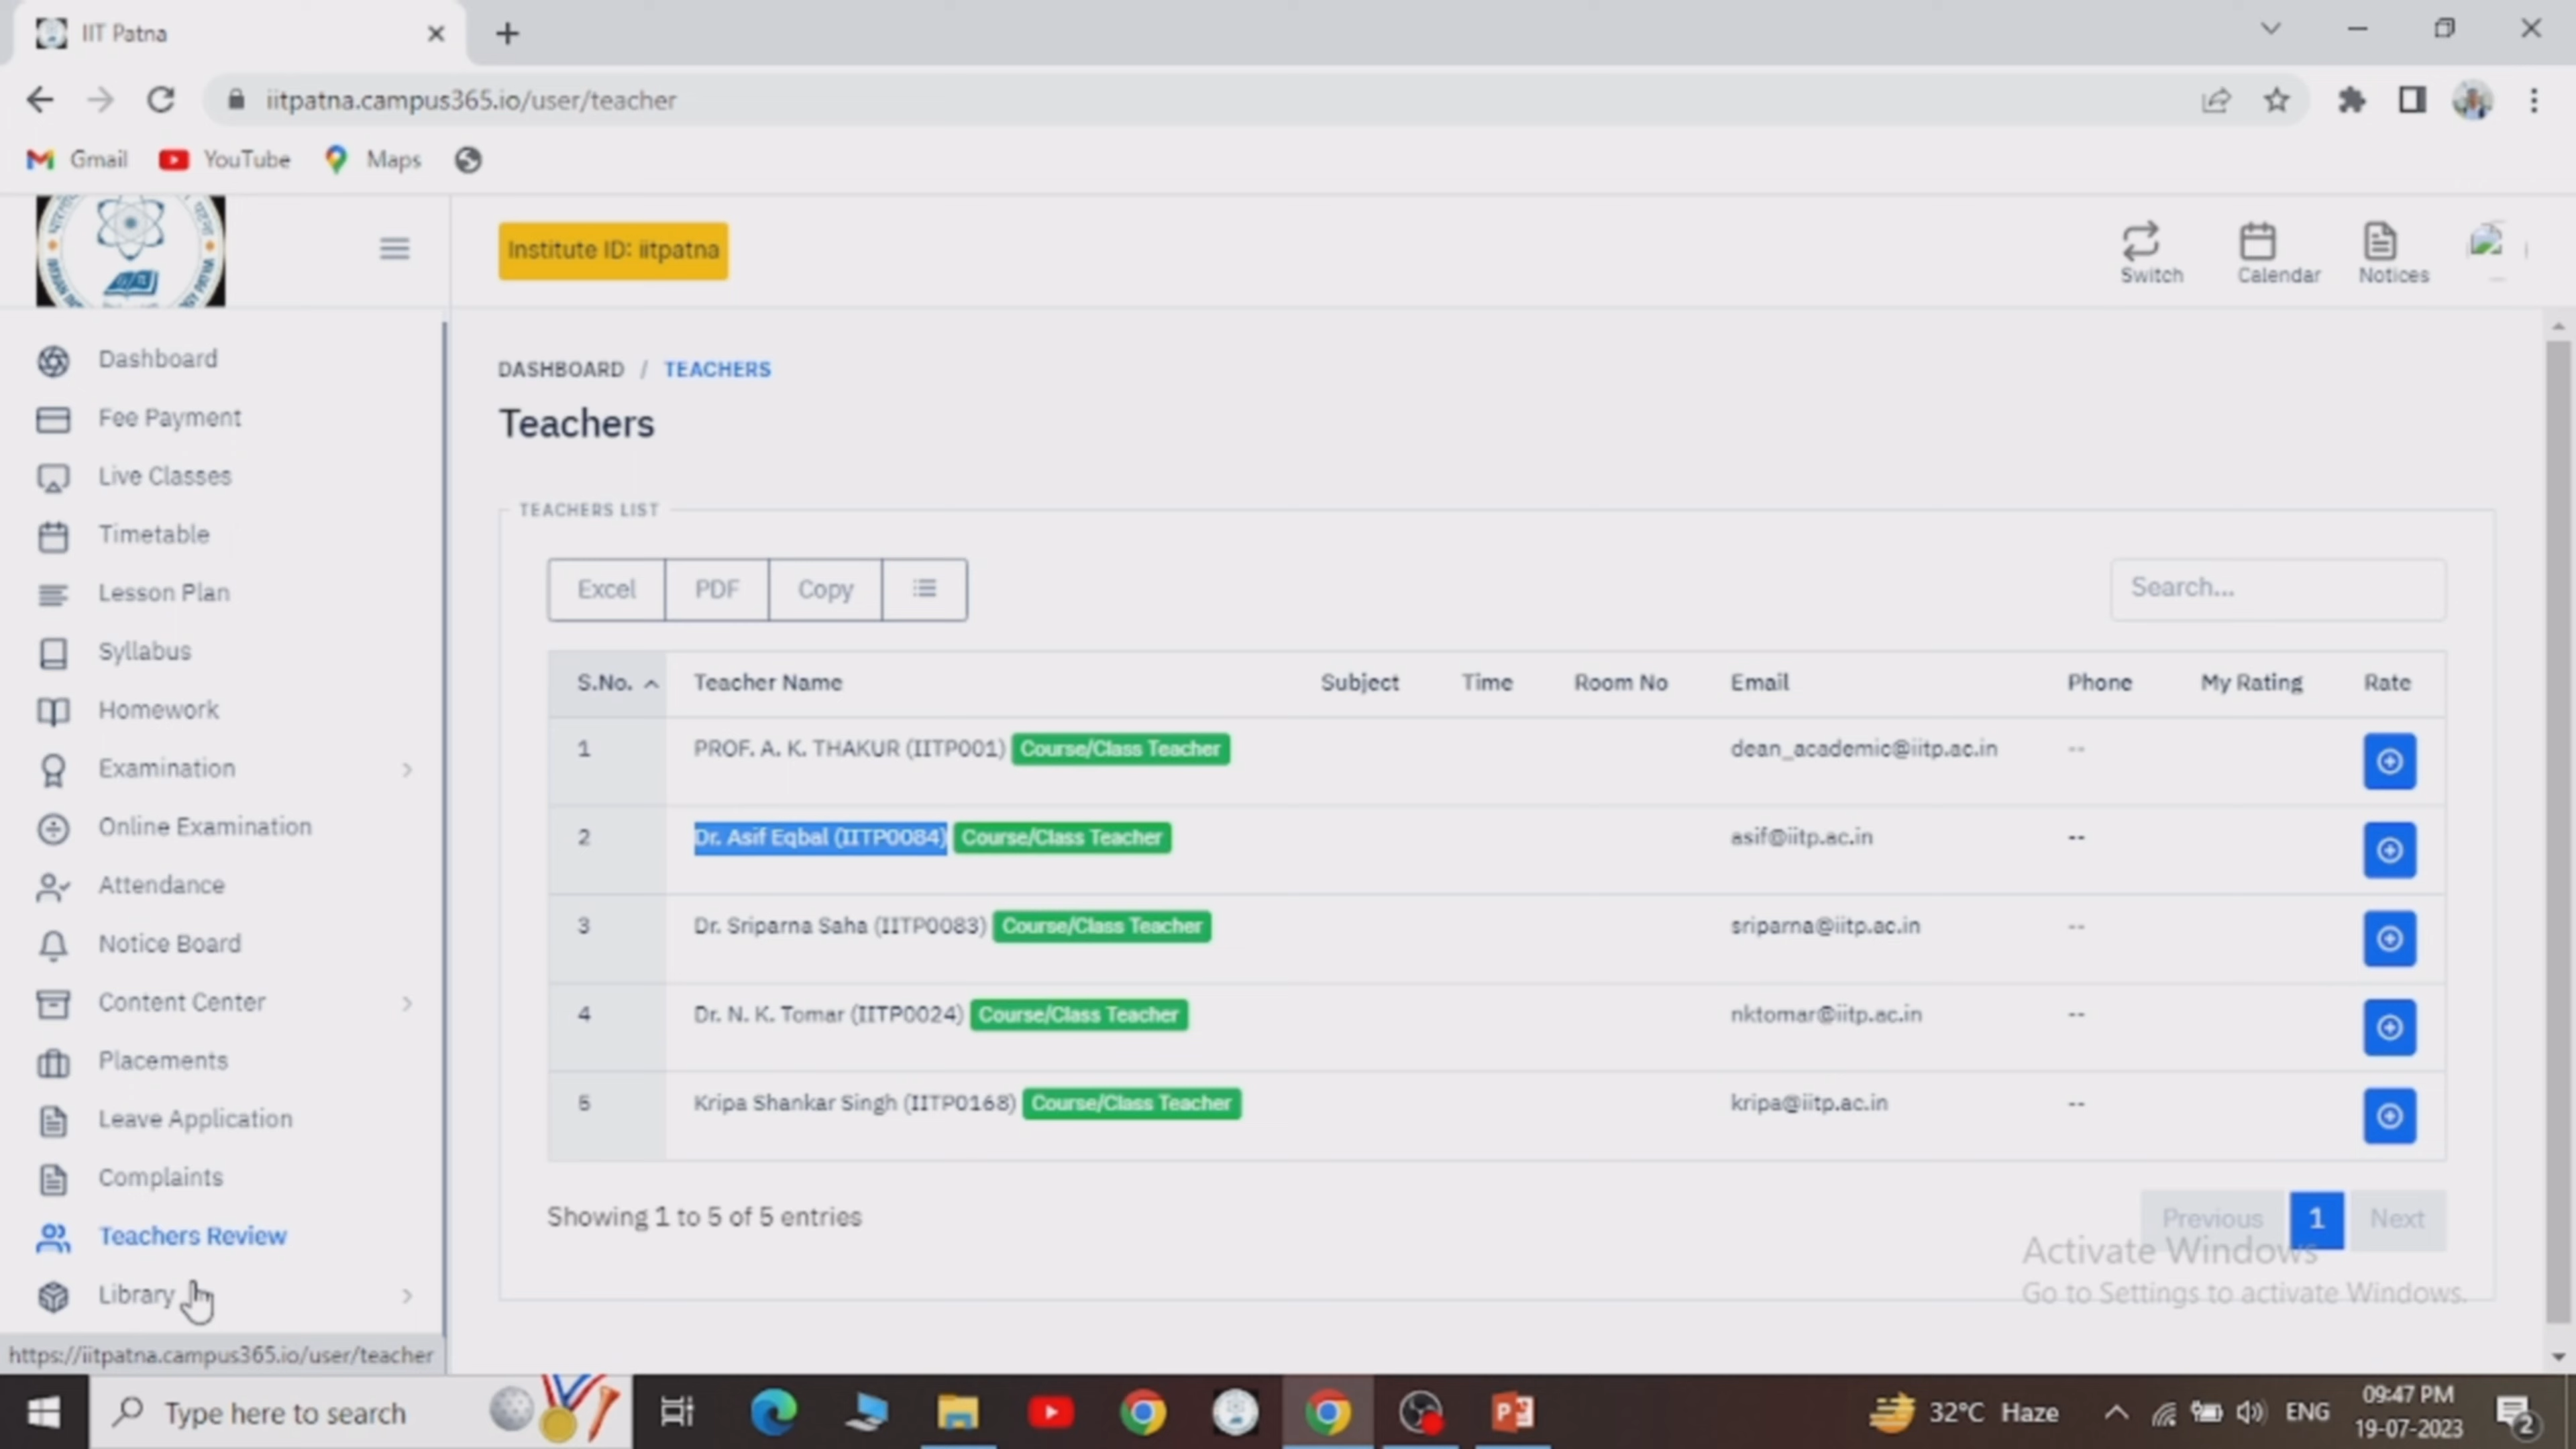 IIT Patna
iitpatna.campus365.io/user/teacher
Gmail YouTube Maps
Institute ID: iitpatna
Switch Calendar Notices
Dashboard
Fee Payment
Live Classes
Timetable
Lesson Plan
Syllabus
Homework
Examination
Online Examination
Attendance
Notice Board
Content Center
Placements
Leave Application
Complaints
Teachers Review
Library
https://iitpatna.campus365.io/user/teacher
DASHBOARD / TEACHERS
Teachers
TEACHERS LIST
Excel PDF Copy
Search...
S.No. Teacher Name Subject Time Room No Email Phone My Rating Rate
1 PROF. A. K. THAKUR (IITP001) Course/Class Teacher dean_academic@iitp.ac.in --
2 Dr. Asif Eqbal (IITP0084) Course/Class Teacher asif@iitp.ac.in --
3 Dr. Sriparna Saha (IITP0083) Course/Class Teacher sriparna@iitp.ac.in --
4 Dr. N. K. Tomar (IITP0024) Course/Class Teacher nktomar@iitp.ac.in --
5 Kripa Shankar Singh (IITP0168) Course/Class Teacher kripa@iitp.ac.in --
Showing 1 to 5 of 5 entries
Previous 1 Next
Activate Windows
Go to Settings to activate Windows.
Type here to search
32°C Haze
ENG
09:47 PM
19-07-2023
2